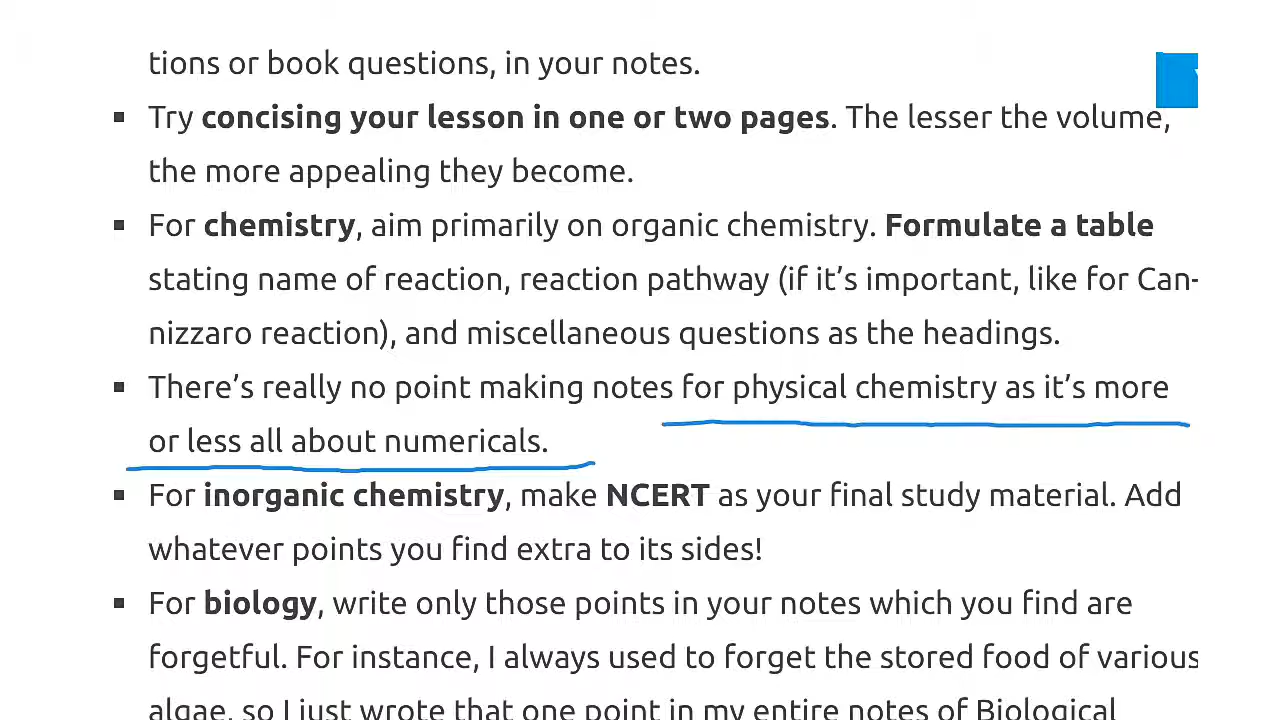 tions or book questions, in your notes.
▪ Try concising your lesson in one or two pages. The lesser the volume,
the more appealing they become.
▪ For chemistry, aim primarily on organic chemistry. Formulate a table
stating name of reaction, reaction pathway (if it’s important, like for Can-
nizzaro reaction), and miscellaneous questions as the headings.
▪ There’s really no point making notes for physical chemistry as it’s more
or less all about numericals.
▪ For inorganic chemistry, make NCERT as your final study material. Add
whatever points you find extra to its sides!
▪ For biology, write only those points in your notes which you find are
forgetful. For instance, I always used to forget the stored food of various
algae, so I just wrote that one point in my entire notes of Biological